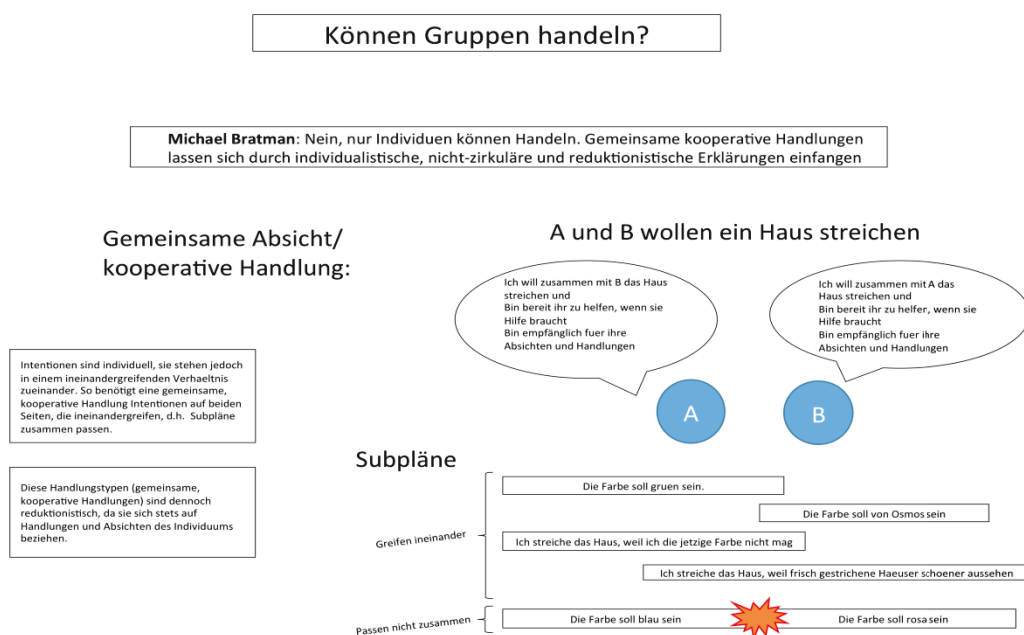 Können Gruppen handeln?
Michael Bratman: Nein, nur Individuen können Handeln. Gemeinsame kooperative Handlungen
lassen sich durch individualistische, nicht-zirkuläre und reduktionistische Erklärungen einfangen
Gemeinsame Absicht/
kooperative Handlung:
A und B wollen ein Haus streichen
Ich will zusammen mit B das Haus
streichen und
Bin bereit ihr zu helfen, wenn sie
Hilfe braucht
Bin empfänglich fuer ihre
Absichten und Handlungen
Ich will zusammen mit A das
Haus streichen und
Bin bereit ihr zu helfer, wenn sie
Hilfe braucht
Bin empfänglich fuer ihre
Absichten und Handlungen
Intentionen sind individuell, sie stehen jedoch
in einem ineinandergreifenden Verhaeltnis
zueinander. So benötigt eine gemeinsame,
kooperative Handlung Intentionen auf beiden
Seiten, die ineinandergreifen, d.h. Subpläne
zusammen passen.
A
B
Diese Handlungstypen (gemeinsame,
kooperative Handlungen) sind dennoch
reduktionistisch, da sie sich stets auf
Handlungen und Absichten des Individuums
beziehen.
Subpläne
Greifen ineinander
Die Farbe soll gruen sein.
Die Farbe soll von Osmos sein
Ich streiche das Haus, weil ich die jetzige Farbe nicht mag
Ich streiche das Haus, weil frisch gestrichene Haeuser schoener aussehen
Passen nicht zusammen
Die Farbe soll blau sein
Die Farbe soll rosa sein